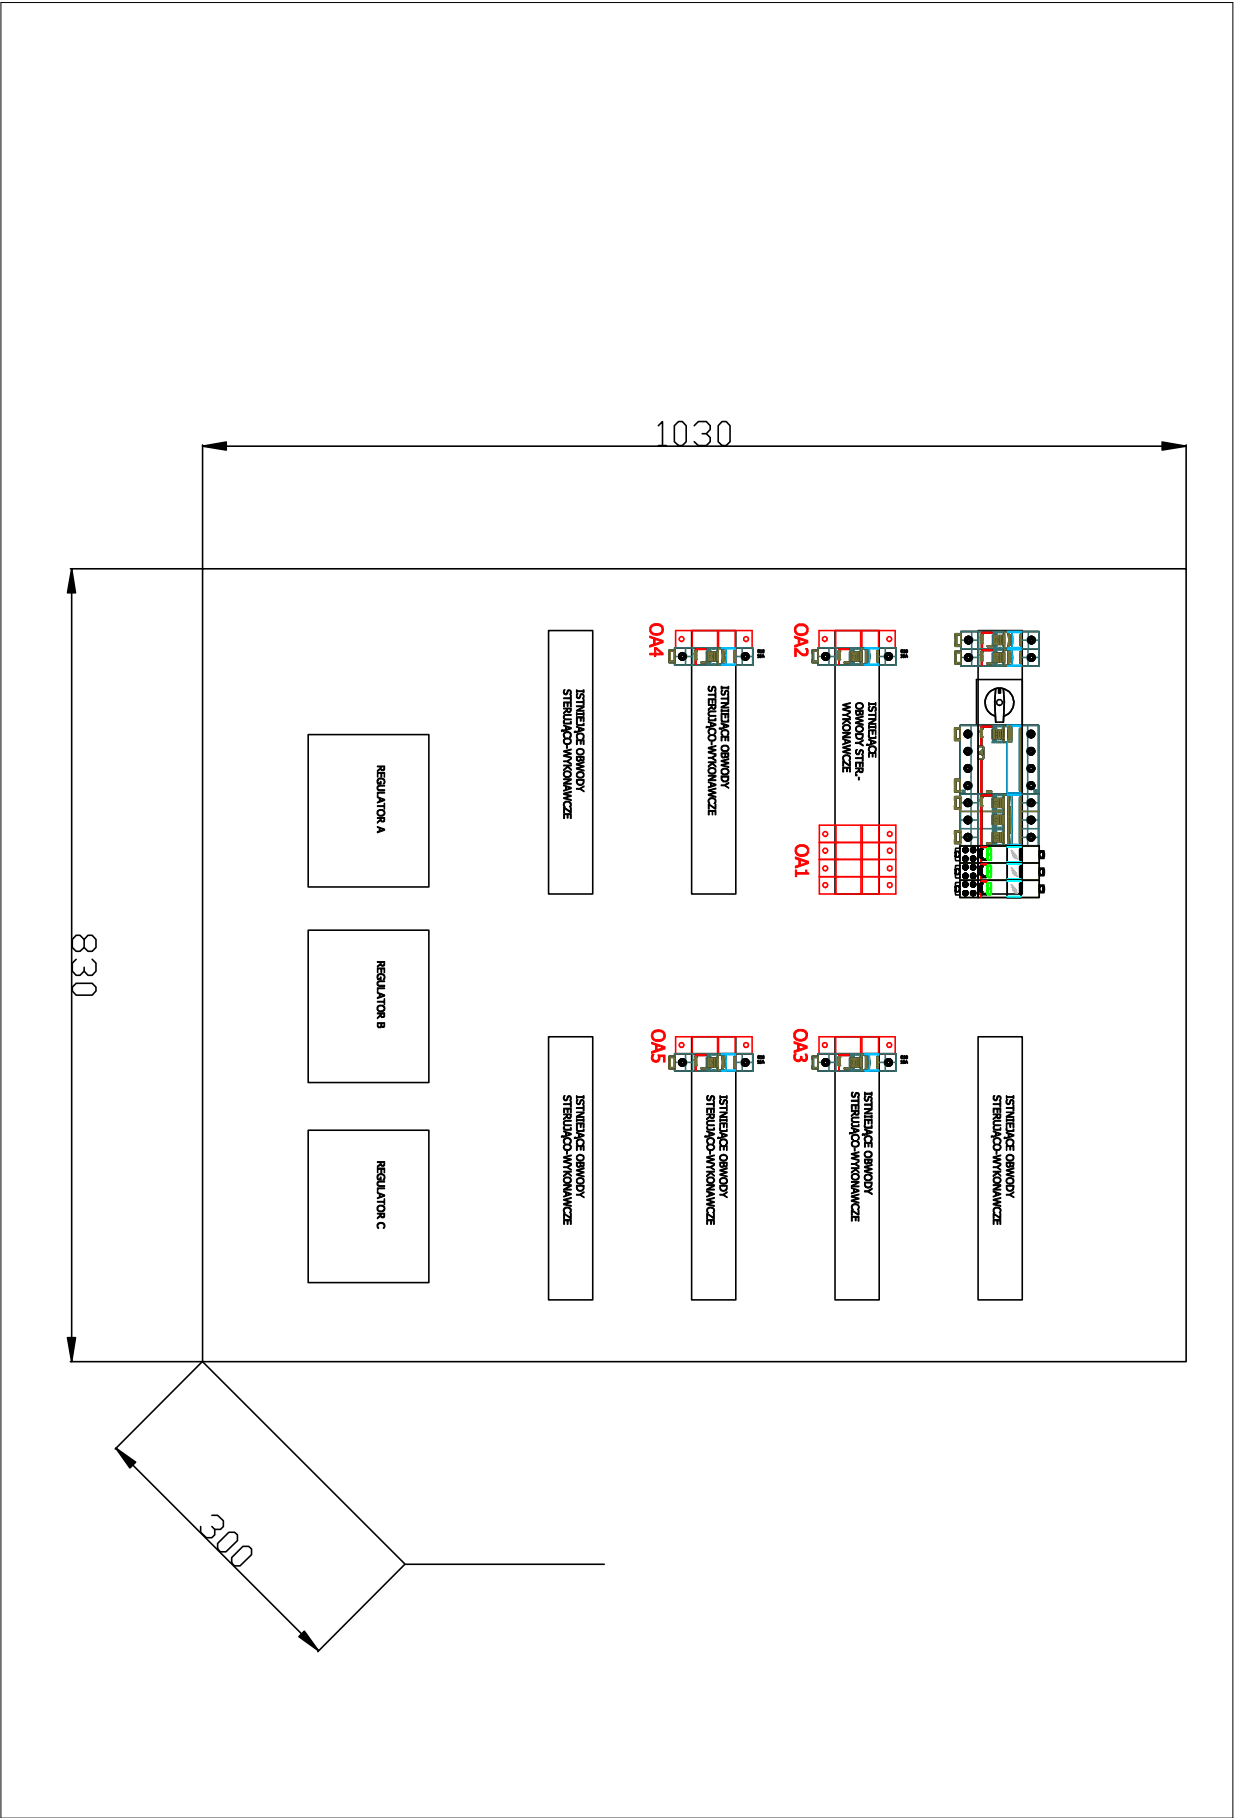 1030
ISTNIEJĄCE OBWODY
STERUJĄCO-WYKONAWCZE
ISTNIEJĄCE
OBWODY STER.-
WYKONAWCZE
OA2
OA1
ISTNIEJĄCE OBWODY
STERUJĄCO-WYKONAWCZE
OA3
ISTNIEJĄCE OBWODY
STERUJĄCO-WYKONAWCZE
OA4
ISTNIEJĄCE OBWODY
STERUJĄCO-WYKONAWCZE
OA5
ISTNIEJĄCE OBWODY
STERUJĄCO-WYKONAWCZE
ISTNIEJĄCE OBWODY
STERUJĄCO-WYKONAWCZE
REGULATOR A
REGULATOR B
REGULATOR C
830
300